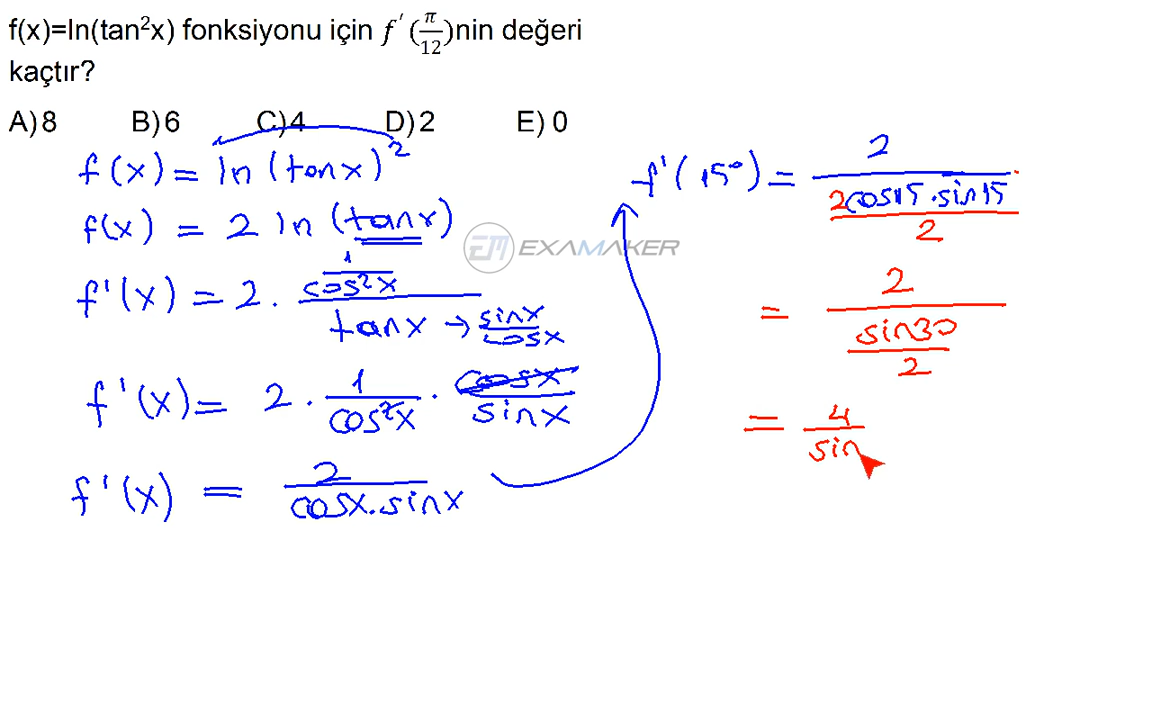 f(x)=ln(tan²x) fonksiyonu için f′(π/12)nin değeri
kaçtır?
A) 8 B) 6 C) 4 D) 2 E) 0
f(x) = ln (tanx)²
f(x) = 2 ln (tanx)
f'(x) = 2 . (1/cos²x)/tanx → sinx/cosx
f'(x) = 2 . 1/cos²x . cosx/sinx
f'(x) = 2/cosx.sinx
f'(15°) = 2/(2cos15.sin15/2)
= 2/(sin30/2)
= 4/sin
EM EXAMAKER